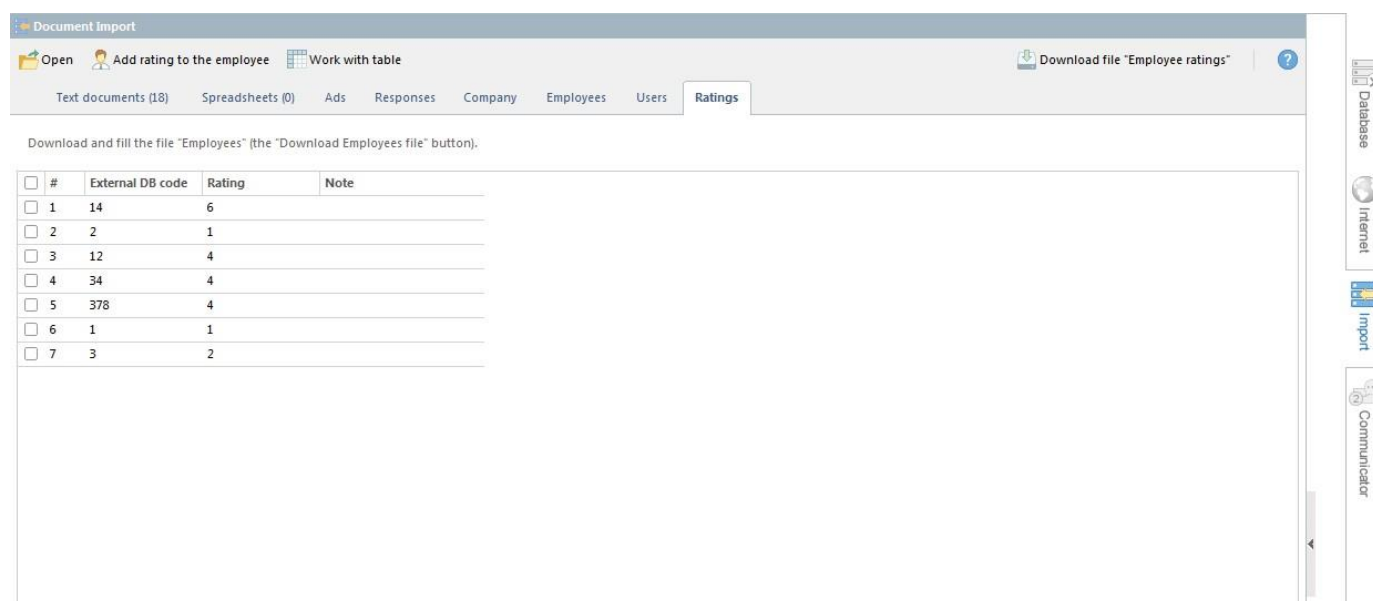 Document Import
Open Add rating to the employee Work with table Download file "Employee ratings" ?
Text documents (18) Spreadsheets (0) Ads Responses Company Employees Users Ratings
Download and fill the file "Employees" (the "Download Employees file" button).
# External DB code Rating Note
1 14 6
2 2 1
3 12 4
4 34 4
5 378 4
6 1 1
7 3 2
Database
Internet
Import
2
Communicator